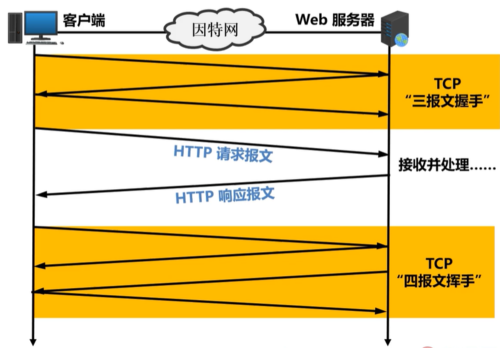 客户端
因特网
Web 服务器
TCP
“三报文握手”
HTTP 请求报文
接收并处理......
HTTP 响应报文
TCP
“四报文挥手”